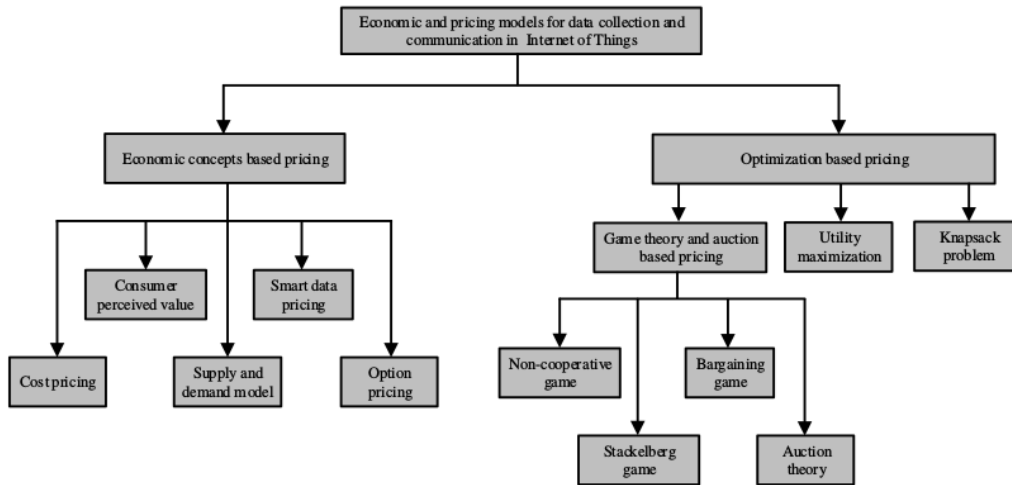 Economic and pricing models for data collection and
communication in Internet of Things
Economic concepts based pricing
Optimization based pricing
Game theory and auction
based pricing
Utility
maximization
Knapsack
problem
Consumer
perceived value
Smart data
pricing
Cost pricing
Supply and
demand model
Option
pricing
Non-cooperative
game
Bargaining
game
Stackelberg
game
Auction
theory